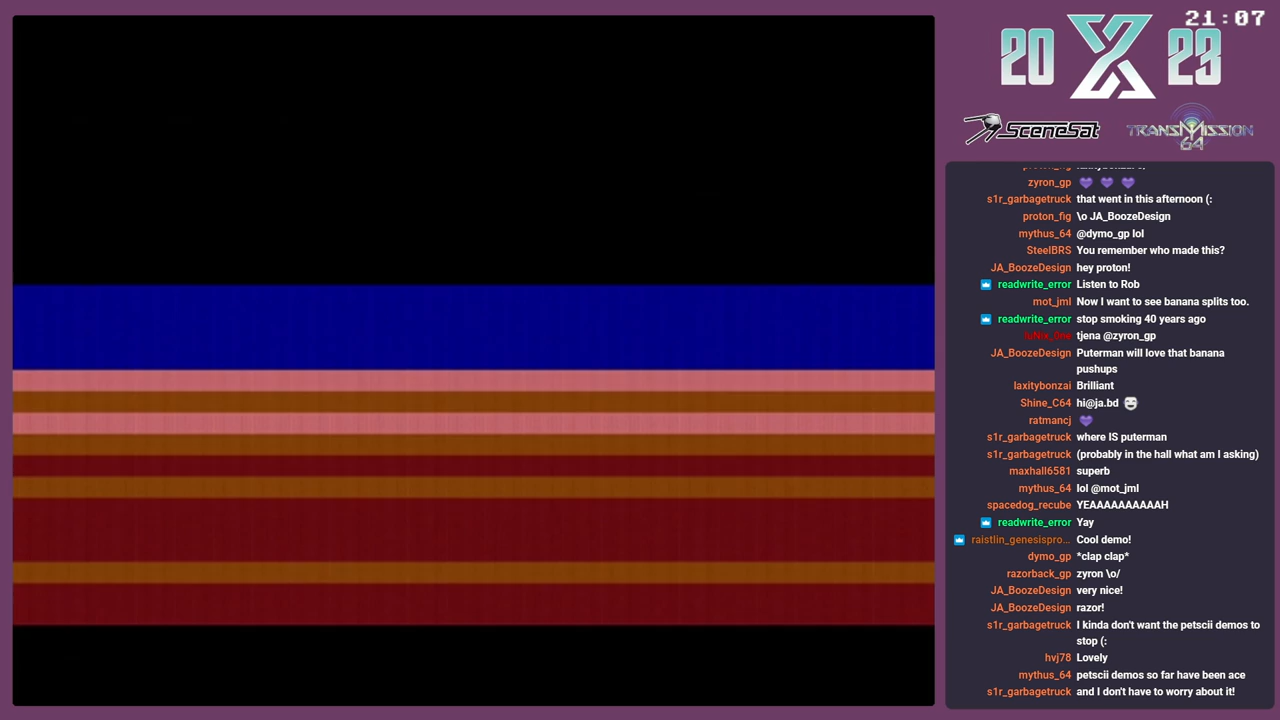 21:07
20 X 23
SCENESAT
TRANSMISSION
64
zyron_gp
s1r_garbagetruck that went in this afternoon (:
proton_fig \o JA_BoozeDesign
mythus_64 @dymo_gp lol
SteelBRS You remember who made this?
JA_BoozeDesign hey proton!
readwrite_error Listen to Rob
mot_jml Now I want to see banana splits too.
readwrite_error stop smoking 40 years ago
tjena @zyron_gp
JA_BoozeDesign Puterman will love that banana
pushups
laxitybonzai Brilliant
Shine_C64 hi@ja.bd
ratmancj
s1r_garbagetruck where IS puterman
s1r_garbagetruck (probably in the hall what am I asking)
maxhall6581 superb
mythus_64 lol @mot_jml
spacedog_recube YEAAAAAAAAAH
readwrite_error Yay
raistlin_genesispro... Cool demo!
dymo_gp *clap clap*
razorback_gp zyron \o/
JA_BoozeDesign very nice!
JA_BoozeDesign razor!
s1r_garbagetruck I kinda don't want the petscii demos to
stop (:
hvj78 Lovely
mythus_64 petscii demos so far have been ace
s1r_garbagetruck and I don't have to worry about it!